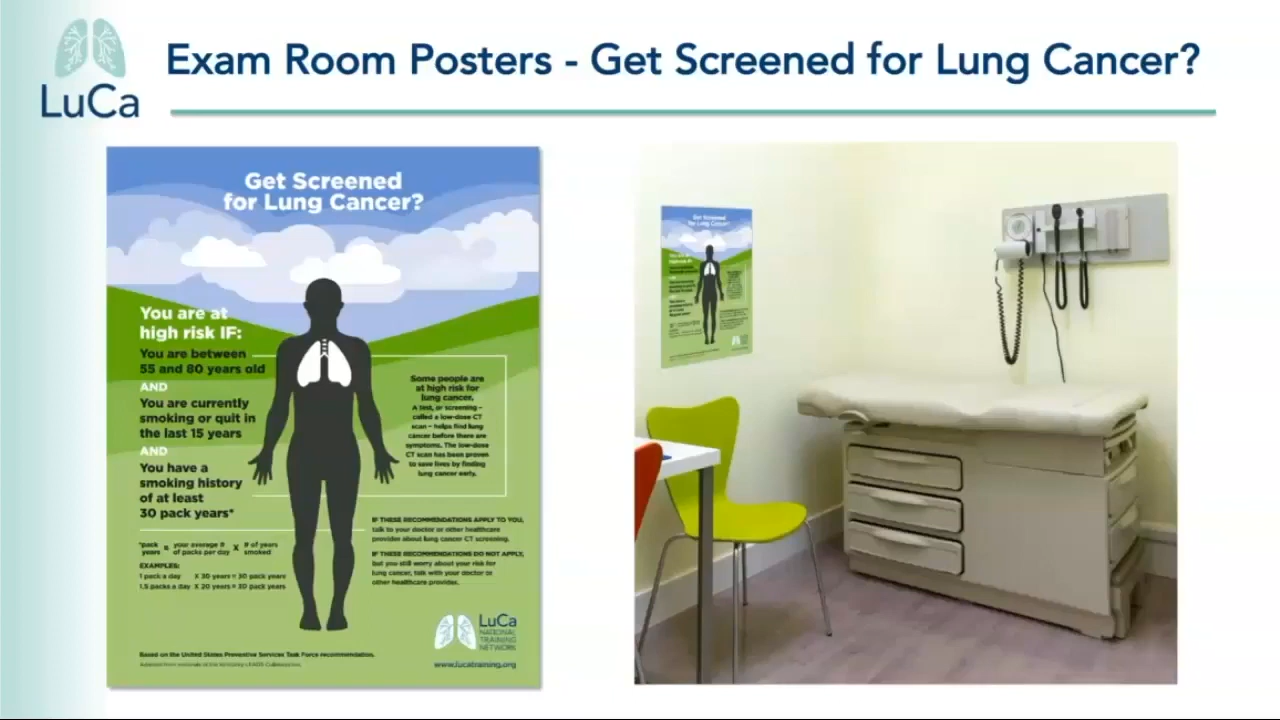 LuCa
Exam Room Posters - Get Screened for Lung Cancer?
Get Screened
for Lung Cancer?
You are at
high risk IF:
You are between
55 and 80 years old
AND
You are currently
smoking or quit in
the last 15 years
AND
You have a
smoking history
of at least
30 pack years*
*pack years = your average # of packs per day X # of years smoked
EXAMPLES:
1 pack a day X 30 years = 30 pack years
1.5 packs a day X 20 years = 30 pack years
Some people are
at high risk for
lung cancer.
A test, or screening –
called a low-dose CT
scan – helps find lung
cancer before there are
symptoms. The low-dose
CT scan has been proven
to save lives by finding
lung cancer early.
IF THESE RECOMMENDATIONS APPLY TO YOU,
talk to your doctor or other healthcare
provider about lung cancer CT screening.
IF THESE RECOMMENDATIONS DO NOT APPLY,
but you still worry about your risk for
lung cancer, talk with your doctor or
other healthcare provider.
LuCa
NATIONAL
TRAINING
NETWORK
www.lucatraining.org
Based on the United States Preventive Services Task Force recommendation.
Get Screened
for Lung Cancer?